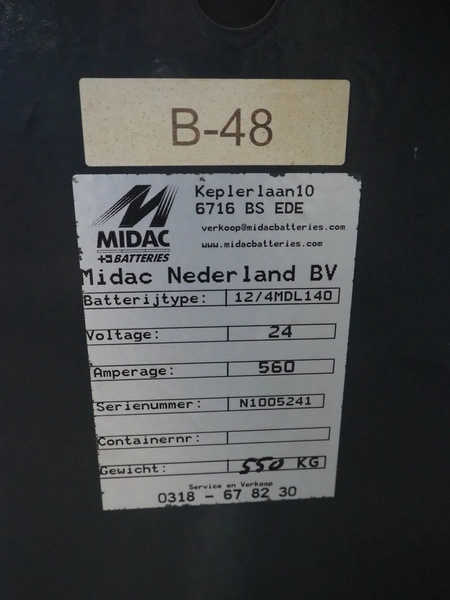 B-48
Keplerlaan10
6716 BS EDE
verkoop@midacbatteries.com
www.midacbatteries.com
MIDAC
BATTERIES
Midac Nederland BV
Batterijtype: 12/4MDL140
Voltage: 24
Amperage: 560
Serienummer: N1005241
Containernr:
Gewicht: 550 KG
Service en Verkoop
0318 - 67 82 30